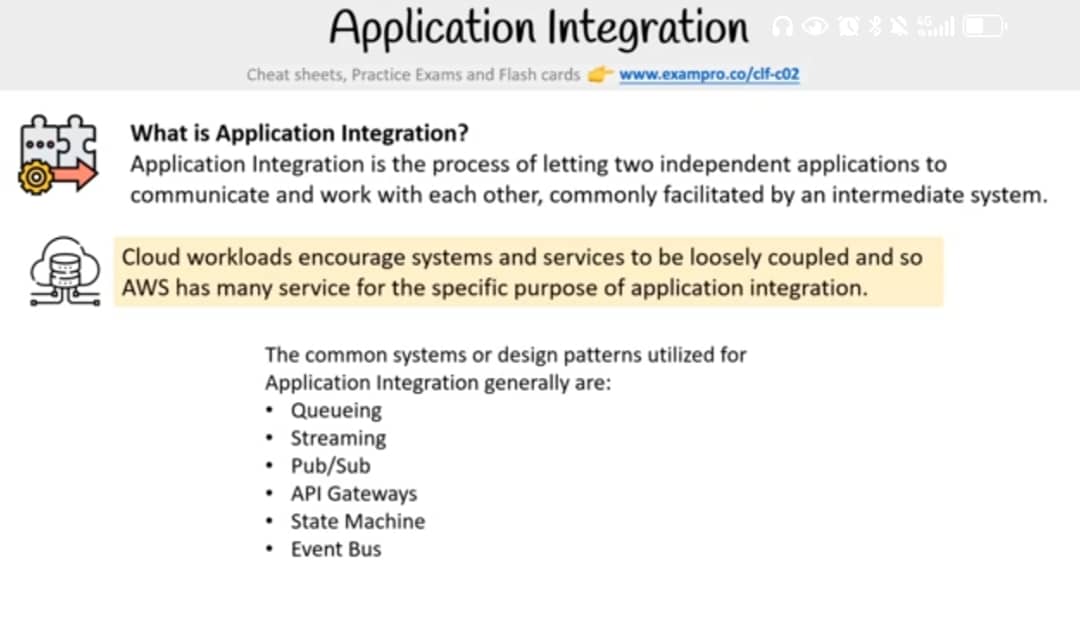 Application Integration
4G
Cheat sheets, Practice Exams and Flash cards 👉 www.exampro.co/clf-c02
What is Application Integration?
Application Integration is the process of letting two independent applications to
communicate and work with each other, commonly facilitated by an intermediate system.
Cloud workloads encourage systems and services to be loosely coupled and so
AWS has many service for the specific purpose of application integration.
The common systems or design patterns utilized for
Application Integration generally are:
• Queueing
• Streaming
• Pub/Sub
• API Gateways
• State Machine
• Event Bus